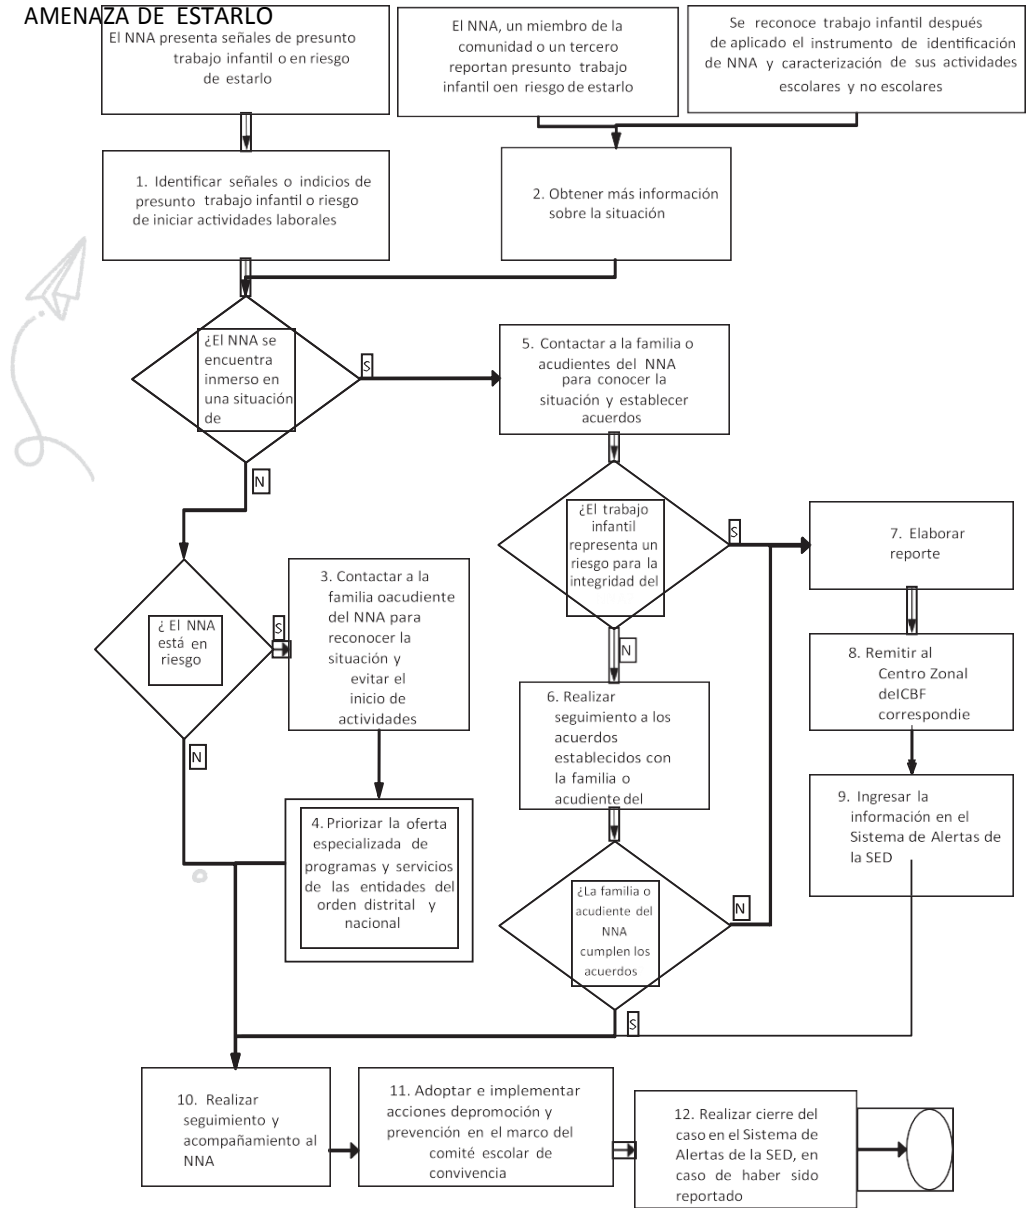 AMENAZA DE ESTARLO
El NNA presenta señales de presunto
trabajo infantil o en riesgo
de estarlo
El NNA, un miembro de la
comunidad o un tercero
reportan presunto trabajo
infantil oen riesgo de estarlo
Se reconoce trabajo infantil después
de aplicado el instrumento de identificación
de NNA y caracterización de sus actividades
escolares y no escolares
1. Identificar señales o indicios de
presunto trabajo infantil o riesgo
de iniciar actividades laborales
2. Obtener más información
sobre la situación
¿El NNA se
encuentra
inmerso en
una situación
de
S
N
5. Contactar a la familia o
acudientes del NNA
para conocer la
situación y establecer
acuerdos
¿El trabajo
infantil
representa un
riesgo para la
integridad del
S
N
7. Elaborar
reporte
¿ El NNA
está en
riesgo
S
N
3. Contactar a la
familia oacudiente
del NNA para
reconocer la
situación y
evitar el
inicio de
actividades
8. Remitir al
Centro Zonal
delCBF
correspondie
6. Realizar
seguimiento a los
acuerdos
establecidos con
la familia o
acudiente del
4. Priorizar la oferta
especializada de
programas y servicios
de las entidades del
orden distrital y
nacional
9. Ingresar la
información en el
Sistema de Alertas de
la SED
¿La familia o
acudiente del
NNA
cumplen los
acuerdos
N
S
10. Realizar
seguimiento y
acompañamiento al
NNA
11. Adoptar e implementar
acciones depromoción y
prevención en el marco del
comité escolar de
convivencia
12. Realizar cierre del
caso en el Sistema de
Alertas de la SED, en
caso de haber sido
reportado